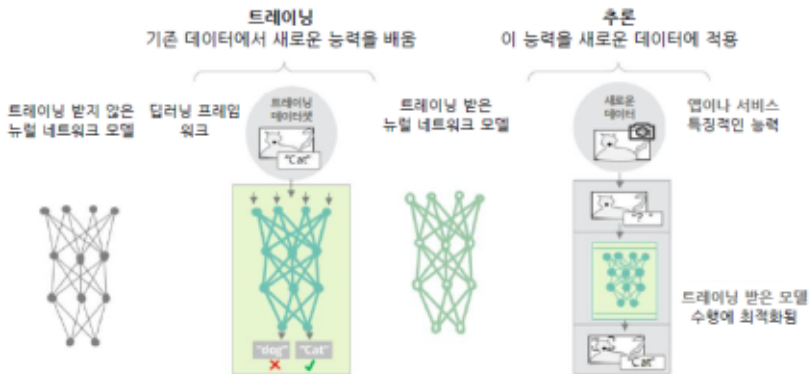 트레이닝
기존 데이터에서 새로운 능력을 배움
추론
이 능력을 새로운 데이터에 적용
트레이닝 받지 않은
뉴럴 네트워크 모델
딥러닝 프레임
워크
트레이닝
데이터셋
"Cat"
트레이닝 받은
뉴럴 네트워크 모델
새로운
데이터
앱이나 서비스
특징적인 능력
"?"
"dog"
"Cat"
트레이닝 받은 모델
수행에 최적화됨
"Cat"